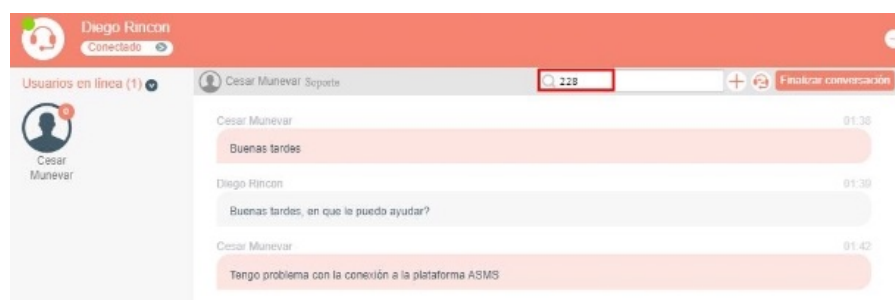 Diego Rincon
Conectado
Usuarios en línea (1)
Cesar Munevar Soporte
228
Finalizar conversación
0
Cesar
Munevar
Cesar Munevar 01:38
Buenas tardes
Diego Rincon 01:39
Buenas tardes, en que le puedo ayudar?
Cesar Munevar 01:42
Tengo problema con la conexión a la plataforma ASMS